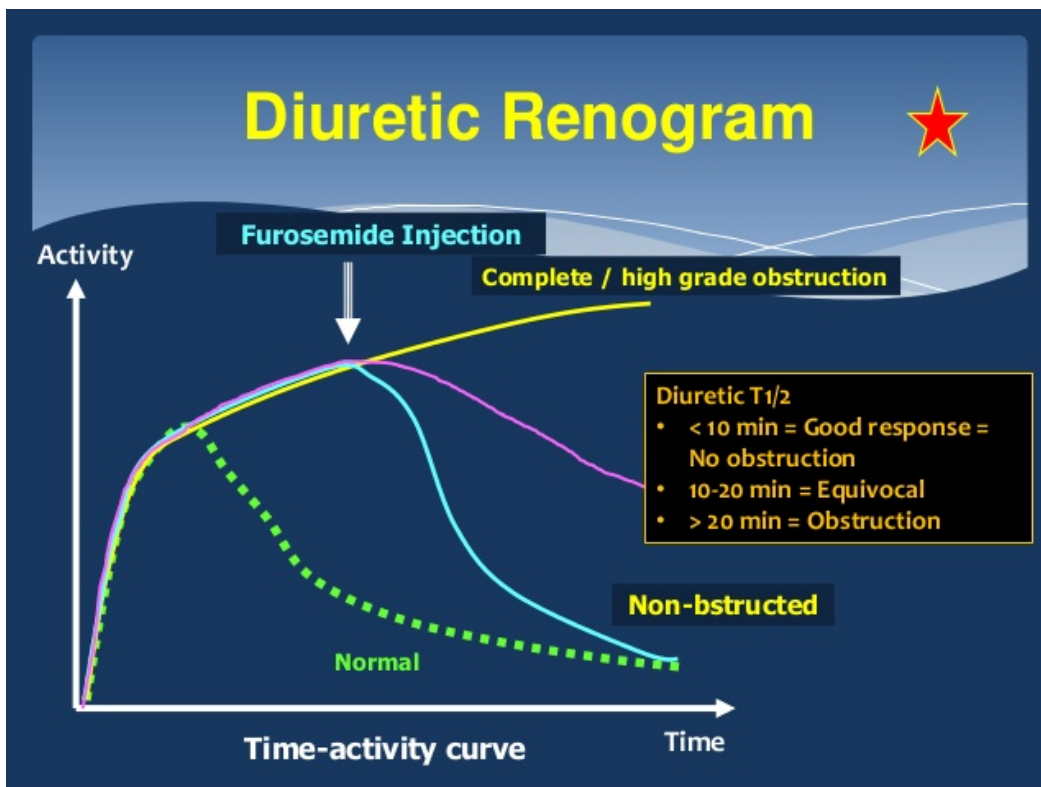 Diuretic Renogram
Furosemide Injection
Activity
Complete / high grade obstruction
Diuretic T1/2
• < 10 min = Good response =
No obstruction
• 10-20 min = Equivocal
• > 20 min = Obstruction
Non-bstructed
Normal
Time-activity curve
Time